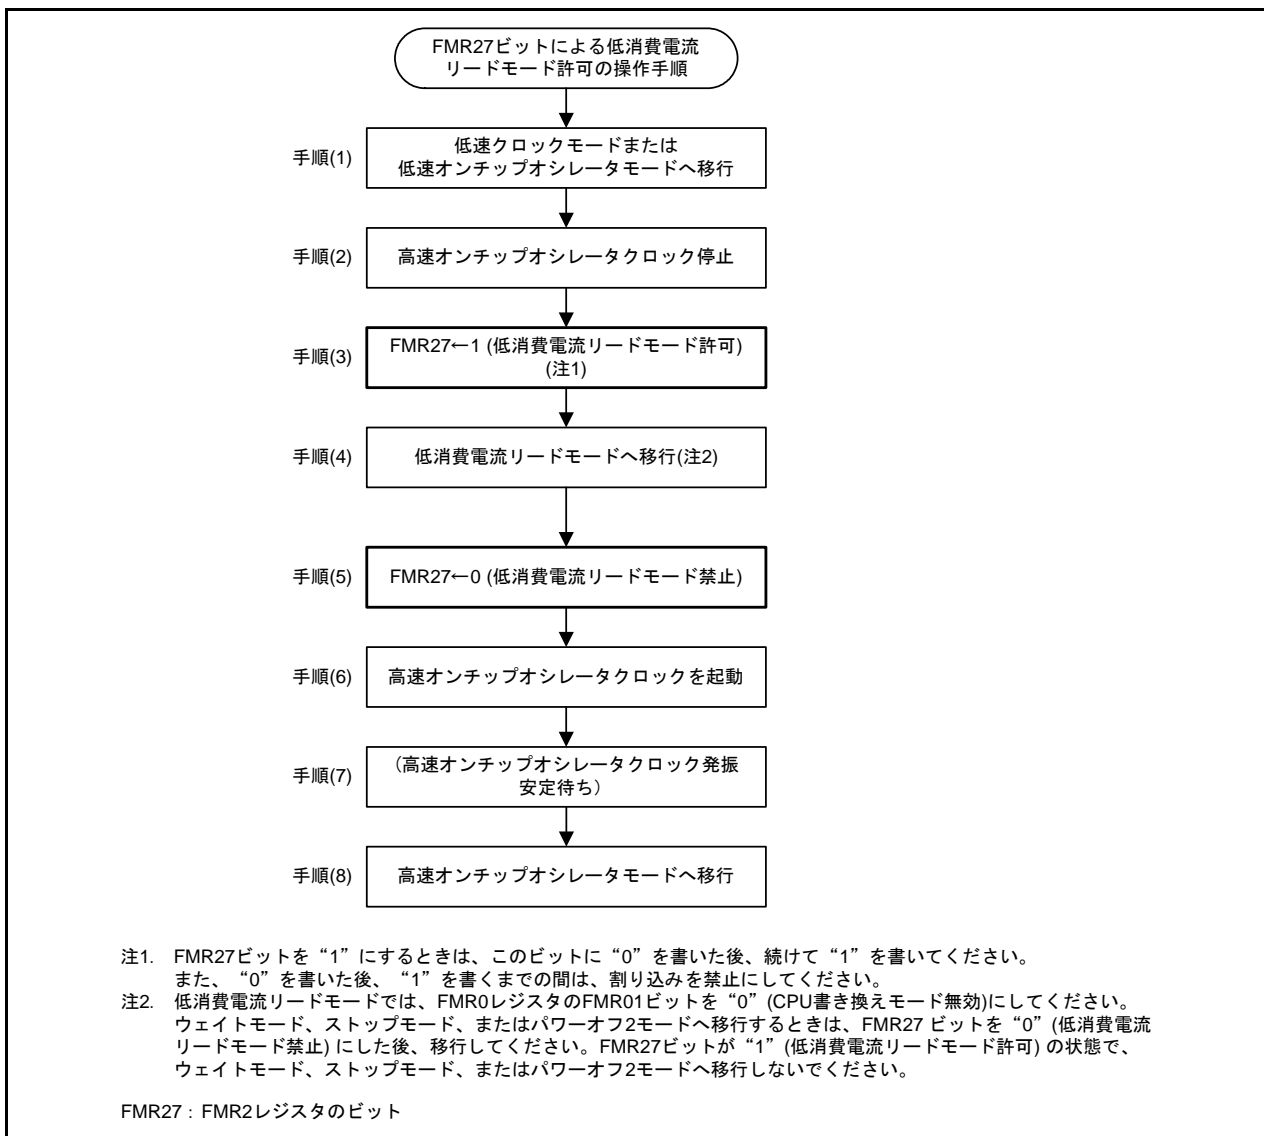 FMR27ビットによる低消費電流
リードモード許可の操作手順
手順(1)
低速クロックモードまたは
低速オンチップオシレータモードへ移行
手順(2)
高速オンチップオシレータクロック停止
手順(3)
FMR27←1 (低消費電流リードモード許可)
(注1)
手順(4)
低消費電流リードモードへ移行(注2)
手順(5)
FMR27←0 (低消費電流リードモード禁止)
手順(6)
高速オンチップオシレータクロックを起動
手順(7)
(高速オンチップオシレータクロック発振
安定待ち)
手順(8)
高速オンチップオシレータモードへ移行
注1. FMR27ビットを“1”にするときは、このビットに“0”を書いた後、続けて“1”を書いてください。
また、“0”を書いた後、“1”を書くまでの間は、割り込みを禁止にしてください。
注2. 低消費電流リードモードでは、FMR0レジスタのFMR01ビットを“0”(CPU書き換えモード無効)にしてください。
ウェイトモード、ストップモード、またはパワーオフ2モードへ移行するときは、FMR27 ビットを“0”(低消費電流
リードモード禁止) にした後、移行してください。FMR27ビットが“1”(低消費電流リードモード許可) の状態で、
ウェイトモード、ストップモード、またはパワーオフ2モードへ移行しないでください。
FMR27：FMR2レジスタのビット